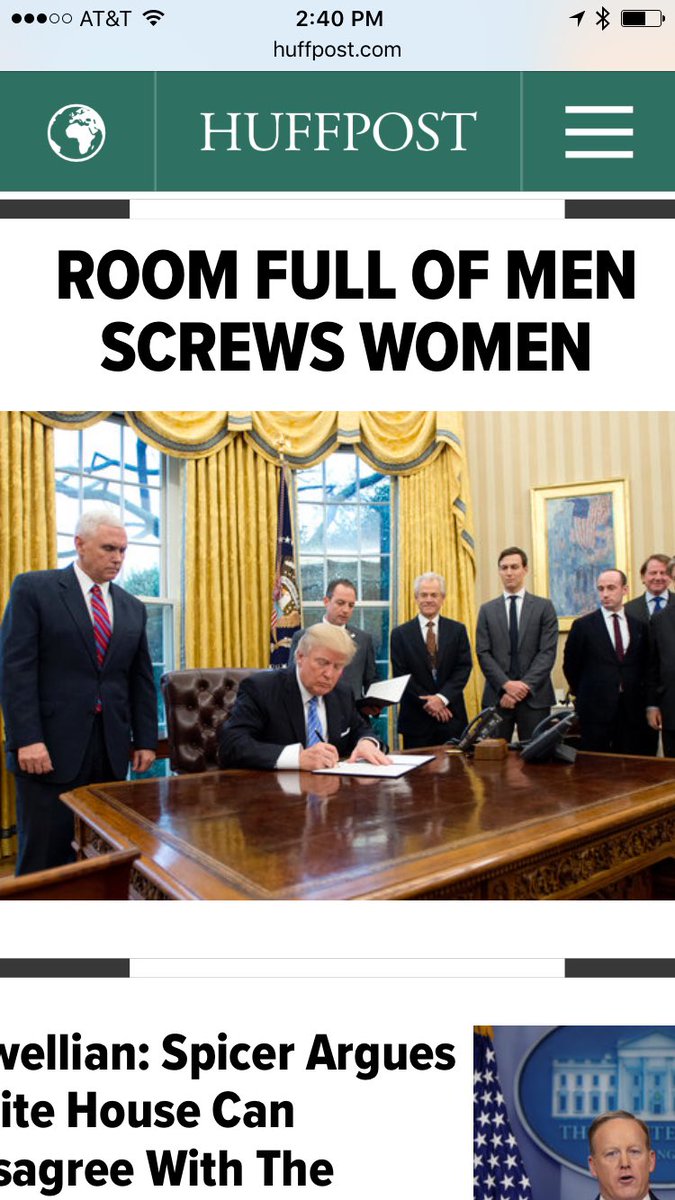 AT&T 2:40 PM
huffpost.com
HUFFPOST
ROOM FULL OF MEN
SCREWS WOMEN
wellian: Spicer Argues
ite House Can
sagree With The